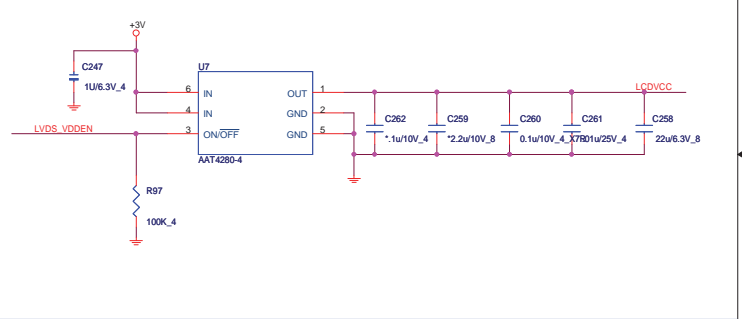 +3V
C247
1U/6.3V_4
U7
6 IN OUT 1 LCDVCC
4 IN GND 2
LVDS_VDDEN 3 ON/OFF GND 5
AAT4280-4
C262 C259 C260 C261 C258
*.1u/10V_4 *2.2u/10V_8 0.1u/10V_4_X7R 01u/25V_4 22u/6.3V_8
R97
100K_4